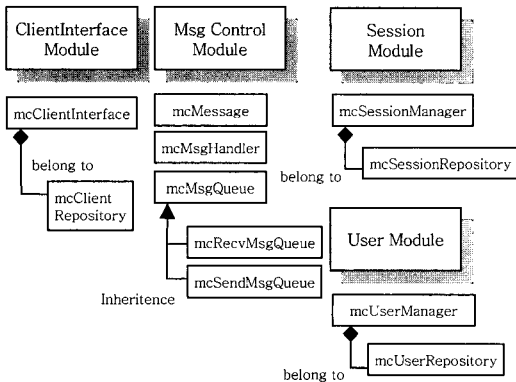 ClientInterface
Module
Msg Control
Module
Session
Module
mcClientInterface
belong to
mcClient
Repository
mcMessage
mcMsgHandler
mcMsgQueue
mcRecvMsgQueue
mcSendMsgQueue
Inheritence
mcSessionManager
mcSessionRepository
belong to
User Module
mcUserManager
mcUserRepository
belong to